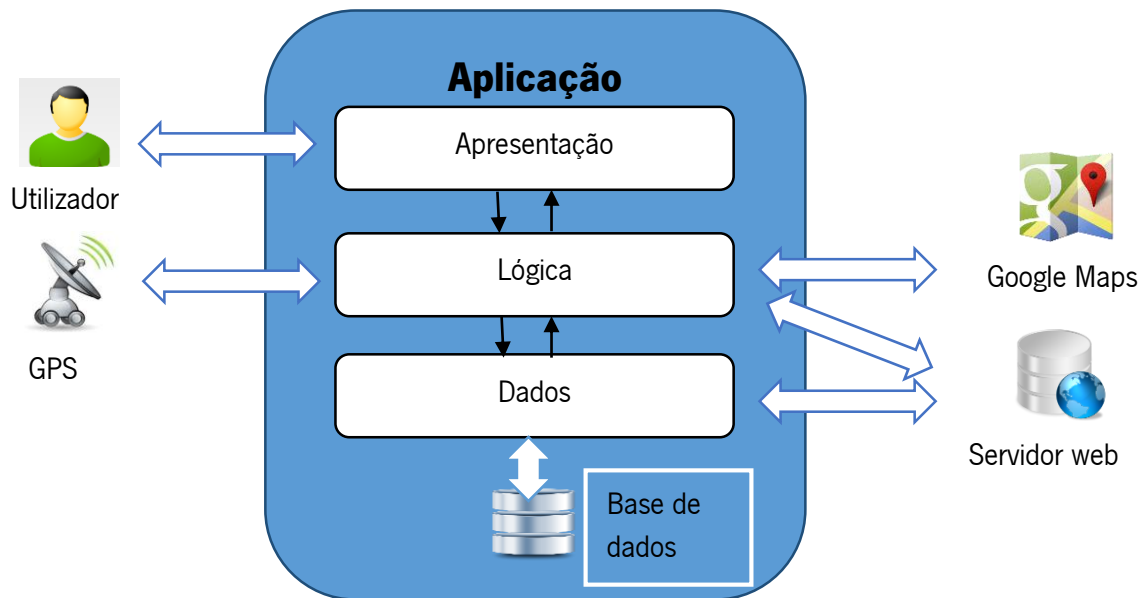 Aplicação
Apresentação
Utilizador
Lógica
Google Maps
GPS
Dados
Servidor web
Base de
dados